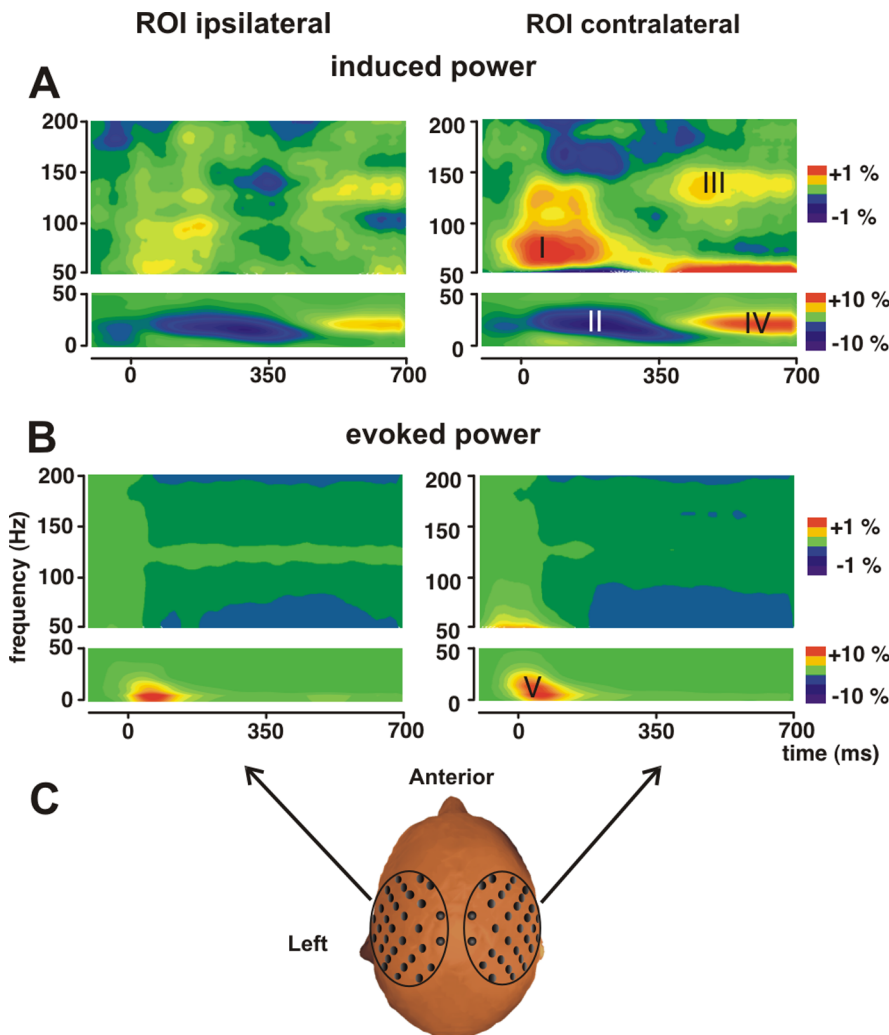 ROI ipsilateral ROI contralateral
A induced power
200 200
150 150 III +1 %
100 100 I -1 %
50 50
50 50 +10 %
II IV
0 0 -10 %
0 350 700 0 350 700
B evoked power
200 200
150 150 +1 %
100 100 -1 %
50 50
50 50 +10 %
V
0 0 -10 %
frequency (Hz)
0 350 700 0 350 700
time (ms)
Anterior
C
Left